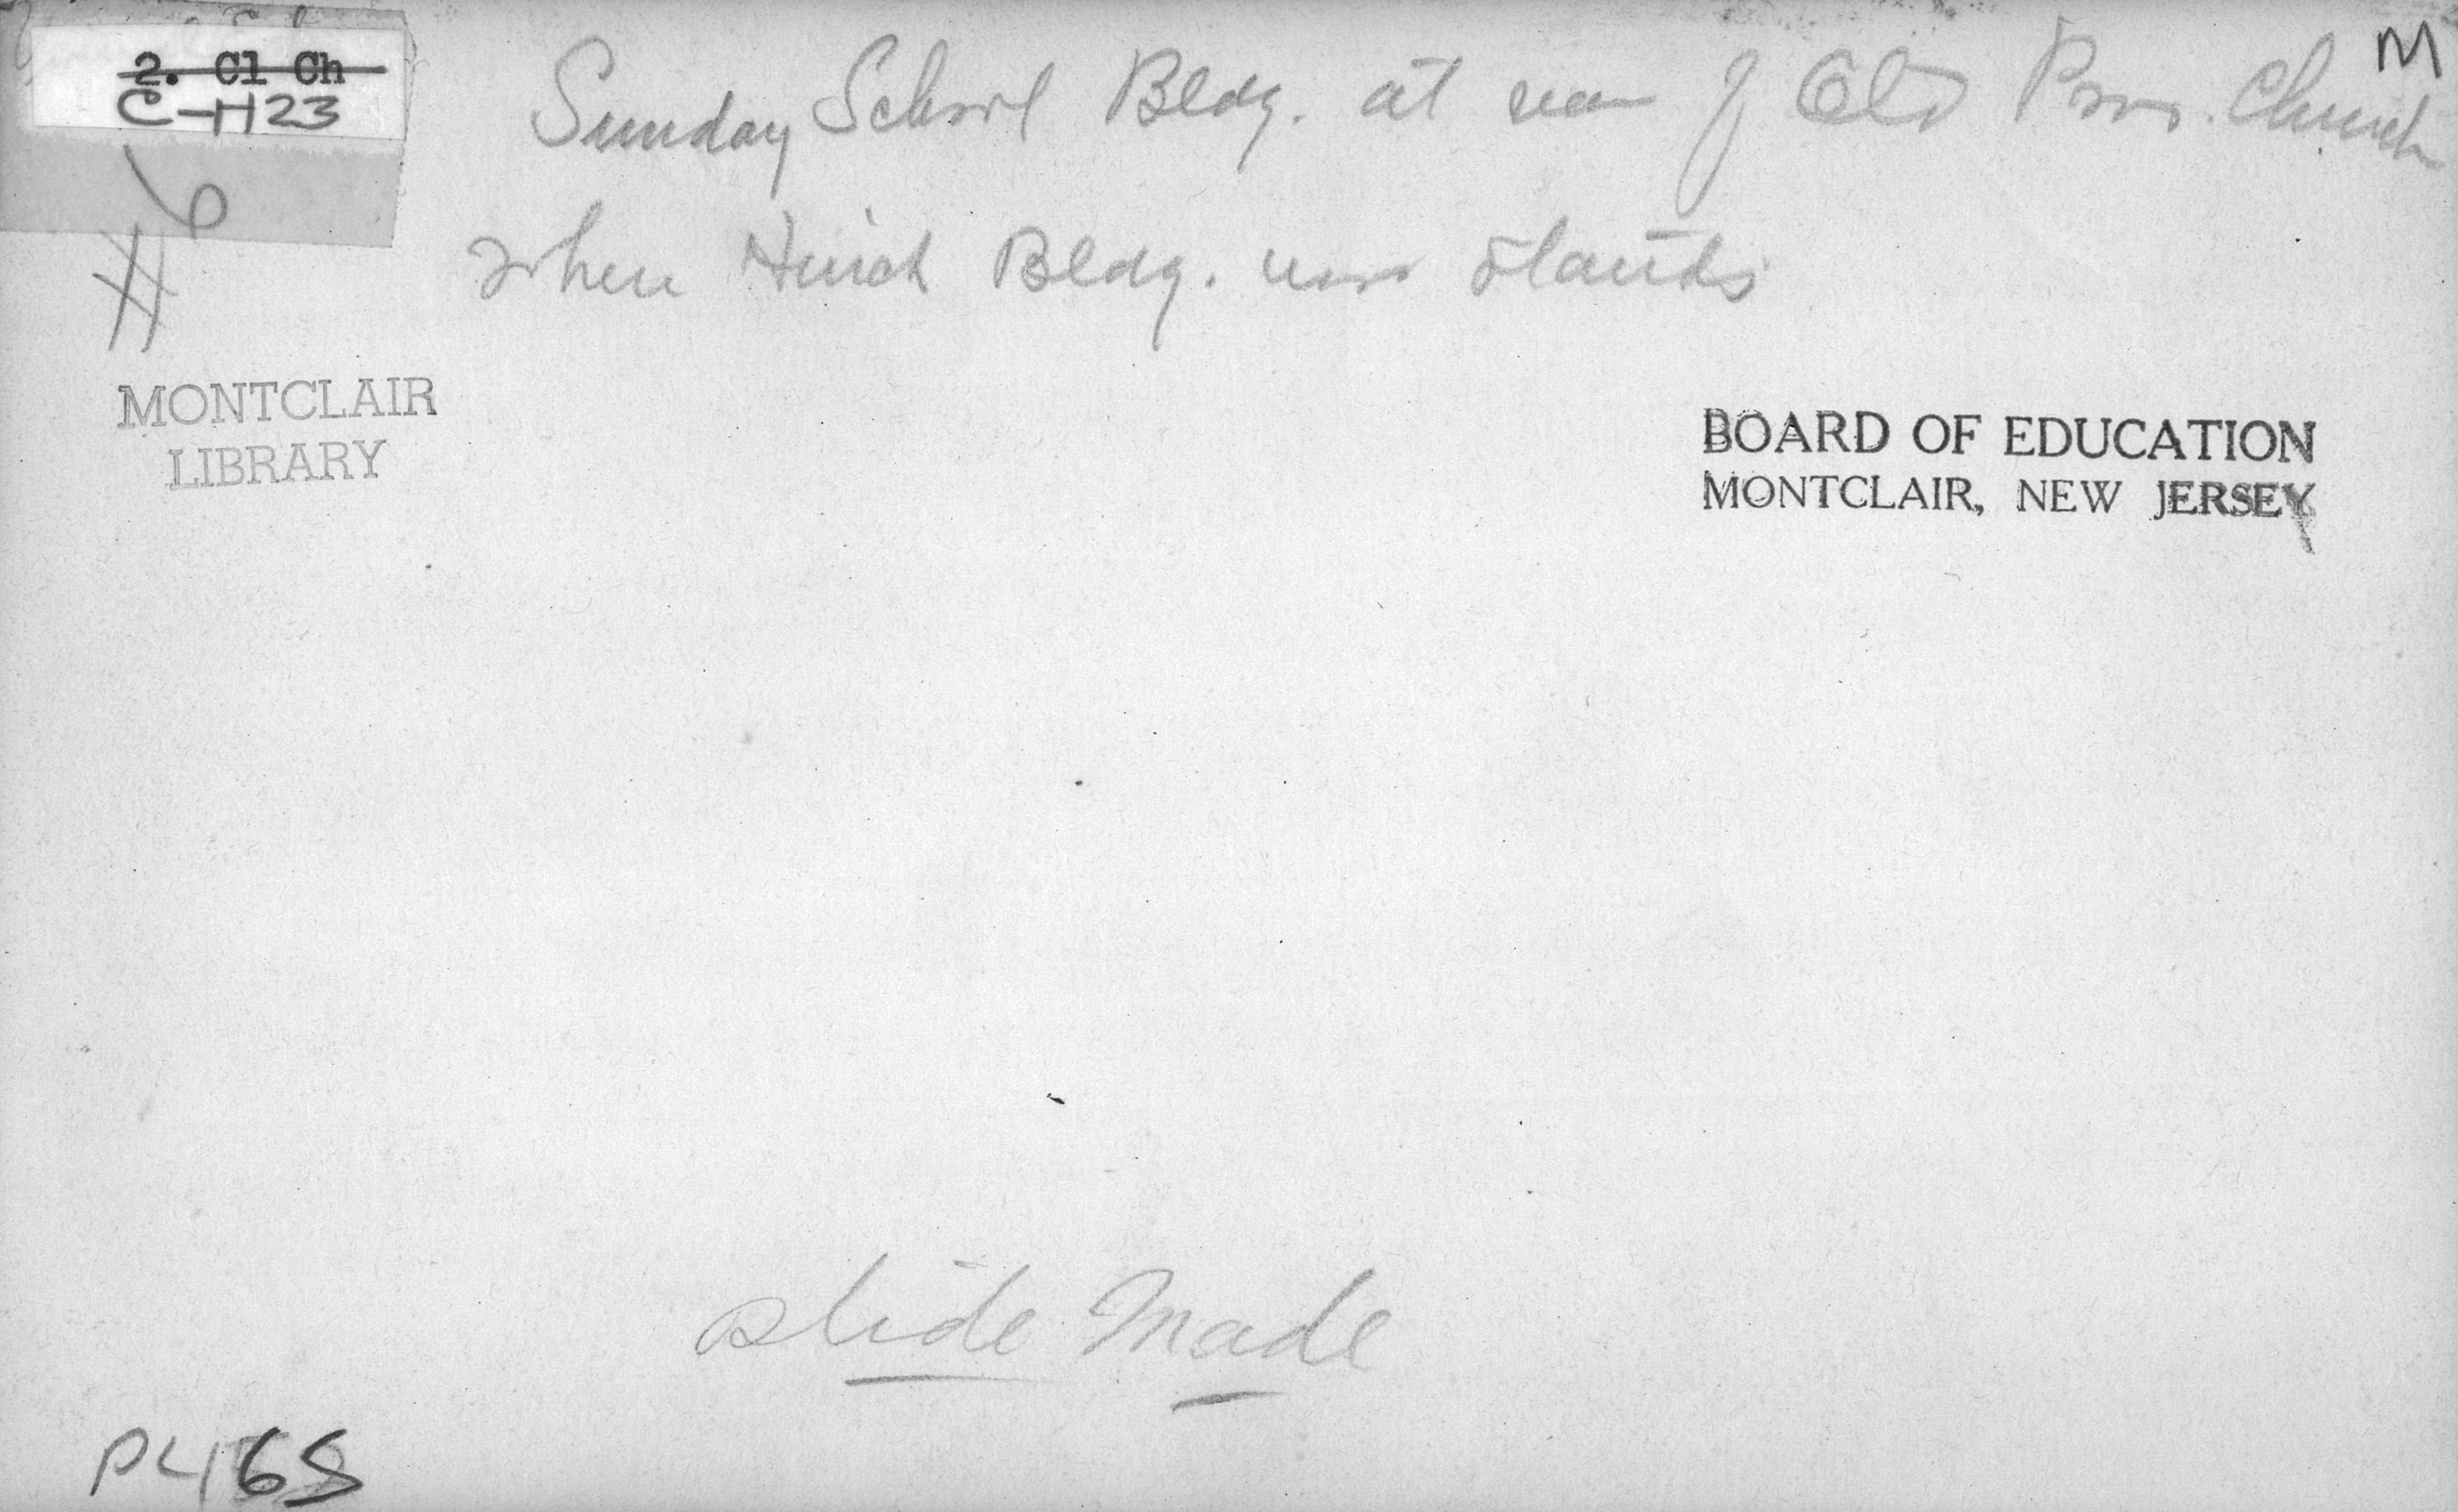 2. Cl Ch
C-H23
M
Sunday School Bldg. at rear of Old Pres. Church
where Hinck Bldg. now stands
#6
MONTCLAIR
LIBRARY
BOARD OF EDUCATION
MONTCLAIR, NEW JERSEY
slide Made